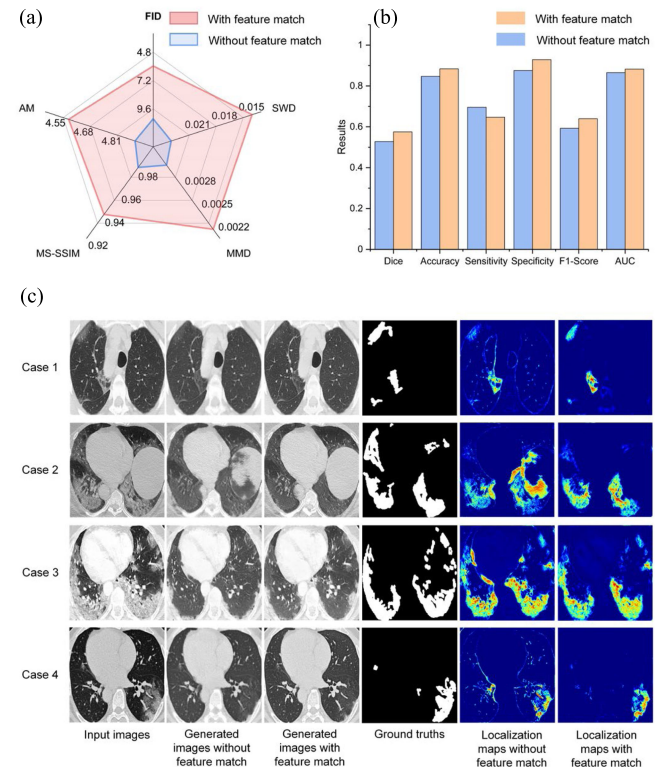 (a)
FID
With feature match
Without feature match
4.8
7.2
9.6
SWD
0.015
0.018
0.021
AM
4.55
4.68
4.81
0.98
0.96
0.94
0.92
MS-SSIM
0.0028
0.0025
0.0022
MMD
(b)
With feature match
Without feature match
Results
1
0.8
0.6
0.4
0.2
0
Dice
Accuracy
Sensitivity
Specificity
F1-Score
AUC
(c)
Case 1
Case 2
Case 3
Case 4
Input images
Generated
images without
feature match
Generated
images with
feature match
Ground truths
Localization
maps without
feature match
Localization
maps with
feature match